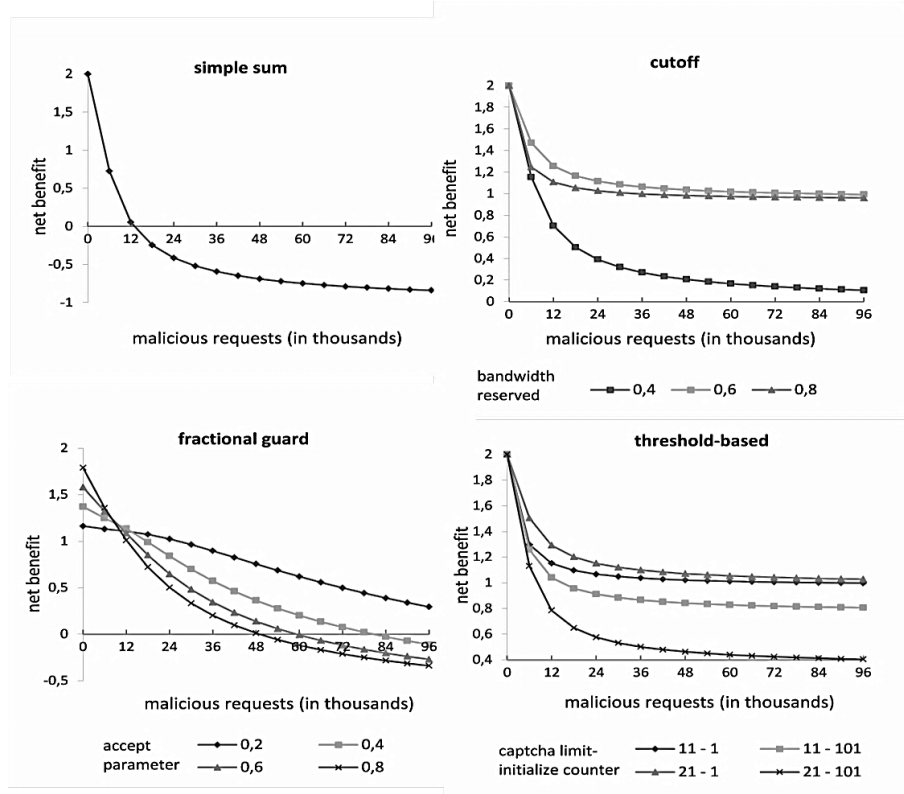 simple sum
2
1,5
1
0,5
0
-0,5
-1
0 12 24 36 48 60 72 84 96
net benefit
malicious requests (in thousands)
cutoff
2
1,8
1,6
1,4
1,2
1
0,8
0,6
0,4
0,2
0
0 12 24 36 48 60 72 84 96
net benefit
malicious requests (in thousands)
bandwidth
reserved
0,4 0,6 0,8
fractional guard
2
1,5
1
0,5
0
-0,5
0 12 24 36 48 60 72 84 96
net benefit
malicious requests (in thousands)
accept
parameter
0,2 0,4
0,6 0,8
threshold-based
2
1,8
1,6
1,4
1,2
1
0,8
0,6
0,4
0 12 24 36 48 60 72 84 96
net benefit
malicious requests (in thousands)
captcha limit-
initialize counter
11 - 1 11 - 101
21 - 1 21 - 101